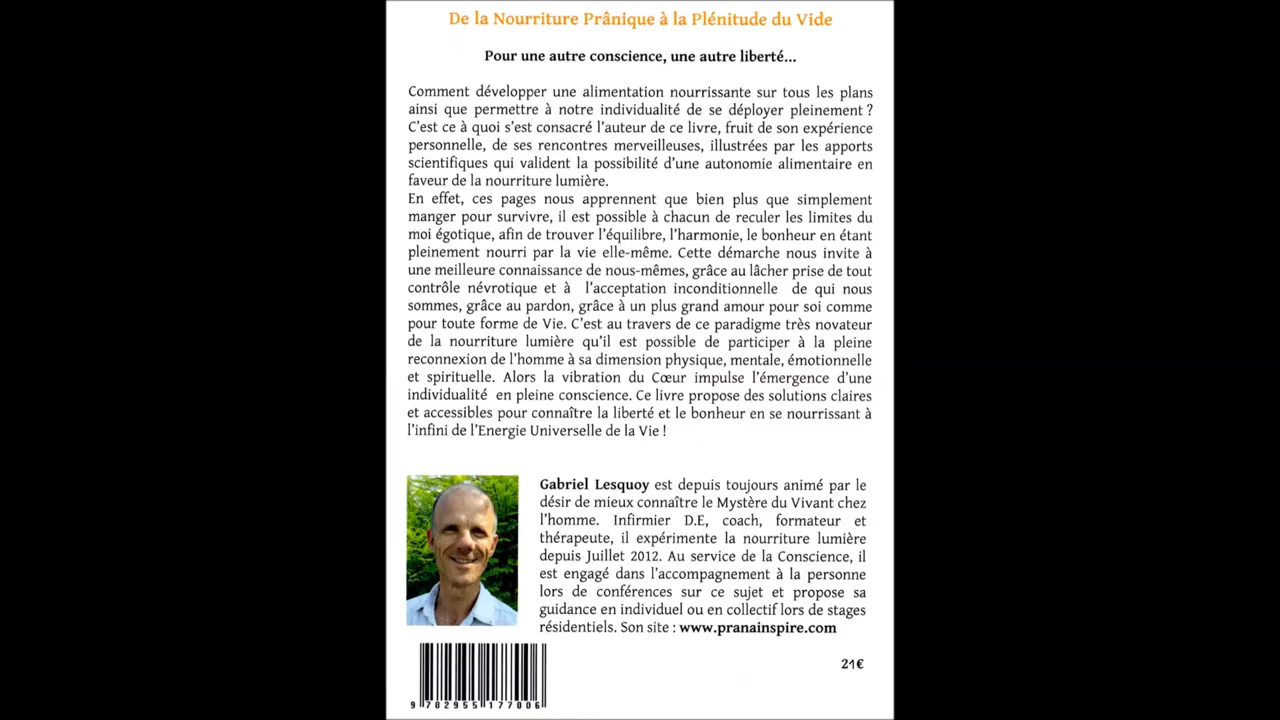 De la Nourriture Prânique à la Plénitude du Vide
Pour une autre conscience, une autre liberté...
Comment développer une alimentation nourrissante sur tous les plans
ainsi que permettre à notre individualité de se déployer pleinement ?
C'est ce à quoi s'est consacré l'auteur de ce livre, fruit de son expérience
personnelle, de ses rencontres merveilleuses, illustrées par les apports
scientifiques qui valident la possibilité d'une autonomie alimentaire en
faveur de la nourriture lumière.
En effet, ces pages nous apprennent que bien plus que simplement
manger pour survivre, il est possible à chacun de reculer les limites du
moi égotique, afin de trouver l'équilibre, l'harmonie, le bonheur en étant
pleinement nourri par la vie elle-même. Cette démarche nous invite à
une meilleure connaissance de nous-mêmes, grâce au lâcher prise de tout
contrôle névrotique et à l'acceptation inconditionnelle de qui nous
sommes, grâce au pardon, grâce à un plus grand amour pour soi comme
pour toute forme de Vie. C'est au travers de ce paradigme très novateur
de la nourriture lumière qu'il est possible de participer à la pleine
reconnexion de l'homme à sa dimension physique, mentale, émotionnelle
et spirituelle. Alors la vibration du Cœur impulse l'émergence d'une
individualité en pleine conscience. Ce livre propose des solutions claires
et accessibles pour connaître la liberté et le bonheur en se nourrissant à
l'infini de l'Energie Universelle de la Vie !
Gabriel Lesquoy est depuis toujours animé par le
désir de mieux connaître le Mystère du Vivant chez
l'homme. Infirmier D.E, coach, formateur et
thérapeute, il expérimente la nourriture lumière
depuis Juillet 2012. Au service de la Conscience, il
est engagé dans l'accompagnement à la personne
lors de conférences sur ce sujet et propose sa
guidance en individuel ou en collectif lors de stages
résidentiels. Son site : www.pranainspire.com
21€
9 782955 177006